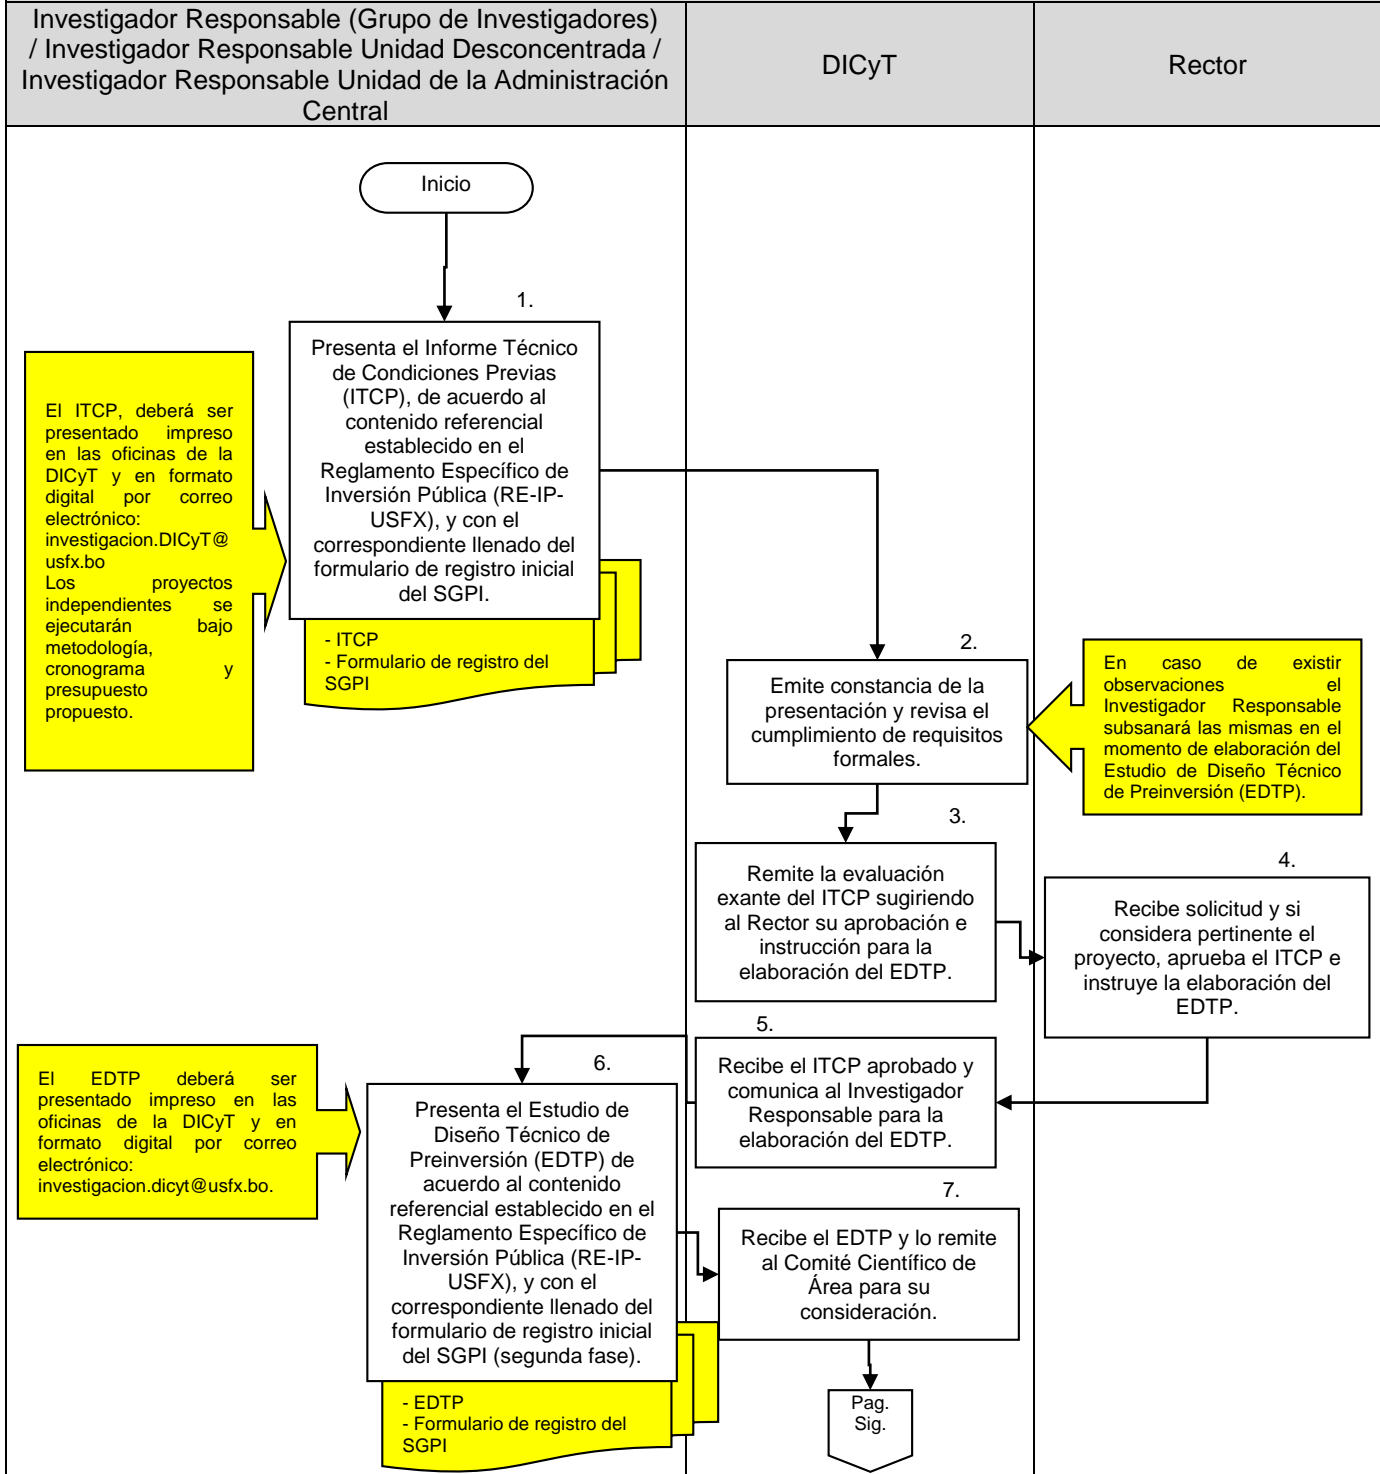 Investigador Responsable (Grupo de Investigadores)
/ Investigador Responsable Unidad Desconcentrada /
Investigador Responsable Unidad de la Administración
Central
DICyT
Rector
Inicio
1.
Presenta el Informe Técnico
de Condiciones Previas
(ITCP), de acuerdo al
contenido referencial
establecido en el
Reglamento Específico de
Inversión Pública (RE-IP-
USFX), y con el
correspondiente llenado del
formulario de registro inicial
del SGPI.
El ITCP, deberá ser
presentado impreso
en las oficinas de la
DICyT y en formato
digital por correo
electrónico:
investigacion.DICyT@
usfx.bo
Los proyectos
independientes se
ejecutarán bajo
metodología,
cronograma y
presupuesto
propuesto.
- ITCP
- Formulario de registro del
SGPI
2.
Emite constancia de la
presentación y revisa el
cumplimiento de requisitos
formales.
En caso de existir
observaciones el
Investigador Responsable
subsanará las mismas en el
momento de elaboración del
Estudio de Diseño Técnico
de Preinversión (EDTP).
3.
Remite la evaluación
exante del ITCP sugiriendo
al Rector su aprobación e
instrucción para la
elaboración del EDTP.
4.
Recibe solicitud y si
considera pertinente el
proyecto, aprueba el ITCP e
instruye la elaboración del
EDTP.
5.
Recibe el ITCP aprobado y
comunica al Investigador
Responsable para la
elaboración del EDTP.
6.
Presenta el Estudio de
Diseño Técnico de
Preinversión (EDTP) de
acuerdo al contenido
referencial establecido en el
Reglamento Específico de
Inversión Pública (RE-IP-
USFX), y con el
correspondiente llenado del
formulario de registro inicial
del SGPI (segunda fase).
El EDTP deberá ser
presentado impreso en las
oficinas de la DICyT y en
formato digital por correo
electrónico:
investigacion.dicyt@usfx.bo.
- EDTP
- Formulario de registro del
SGPI
7.
Recibe el EDTP y lo remite
al Comité Científico de
Área para su
consideración.
Pag.
Sig.